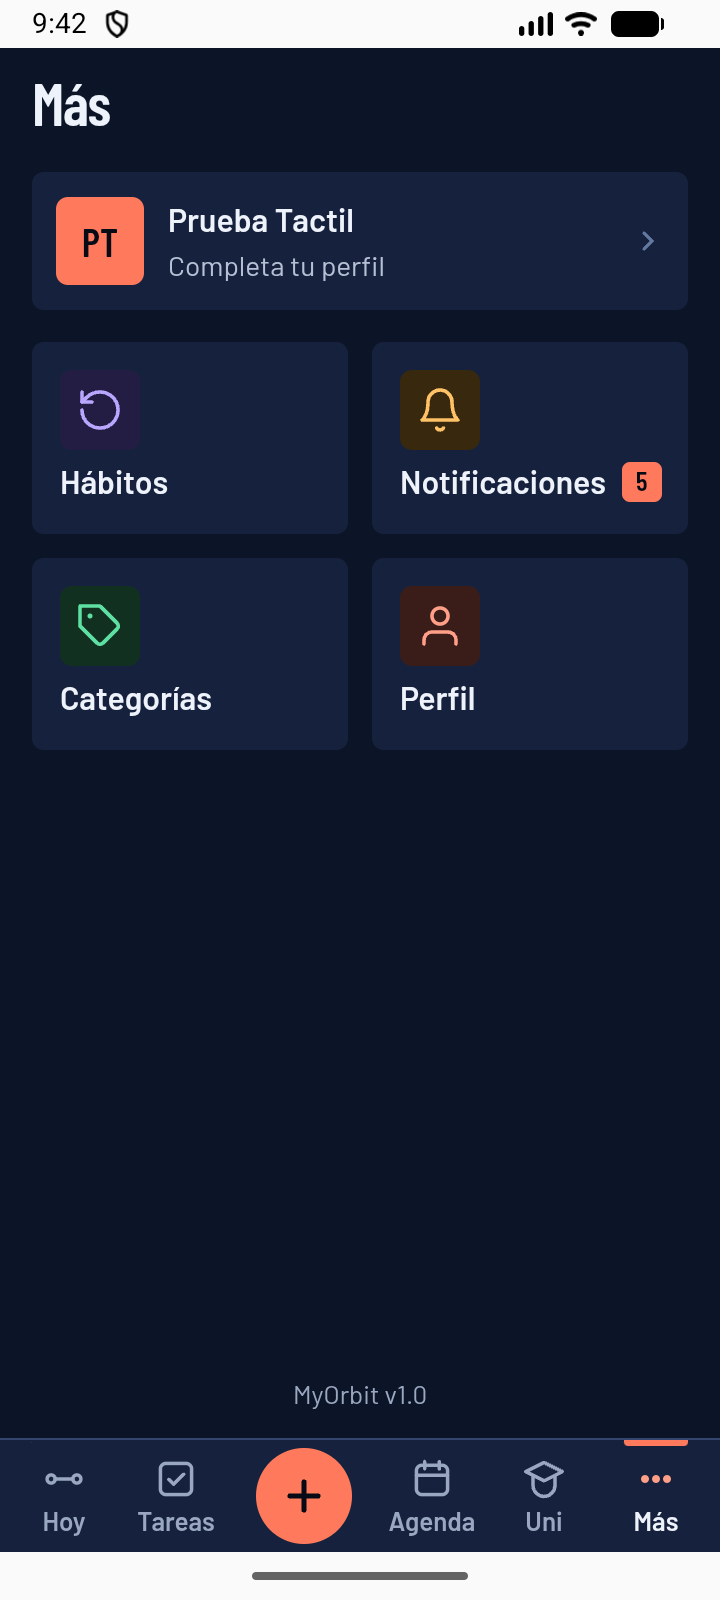 9:42
Más
PT
Prueba Tactil
Completa tu perfil
Hábitos
Notificaciones 5
Categorías
Perfil
MyOrbit v1.0
Hoy
Tareas
Agenda
Uni
Más